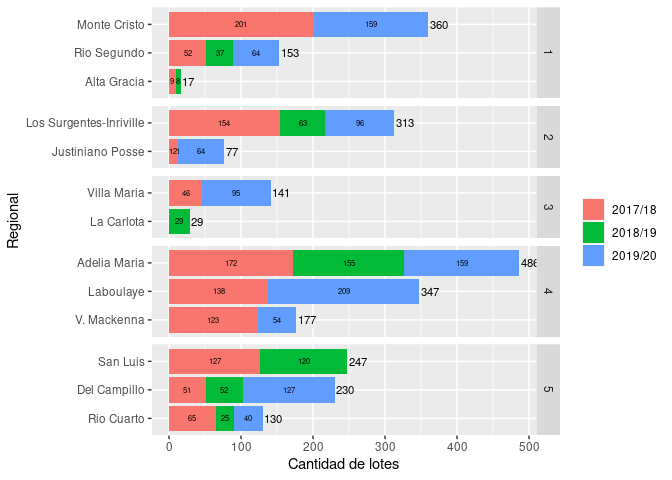 Monte Cristo 201 159 360
Rio Segundo 52 37 64 153
Alta Gracia 9 8 17
1
Los Surgentes-Inriville 154 63 96 313
Justiniano Posse 12 1 64 77
2
Villa Maria 46 95 141
La Carlota 29 29
3
Adelia Maria 172 155 159 486
Laboulaye 138 209 347
V. Mackenna 123 54 177
4
San Luis 127 120 247
Del Campillo 51 52 127 230
Rio Cuarto 65 25 40 130
5
Regional
0 100 200 300 400 500
Cantidad de lotes
2017/18
2018/19
2019/20